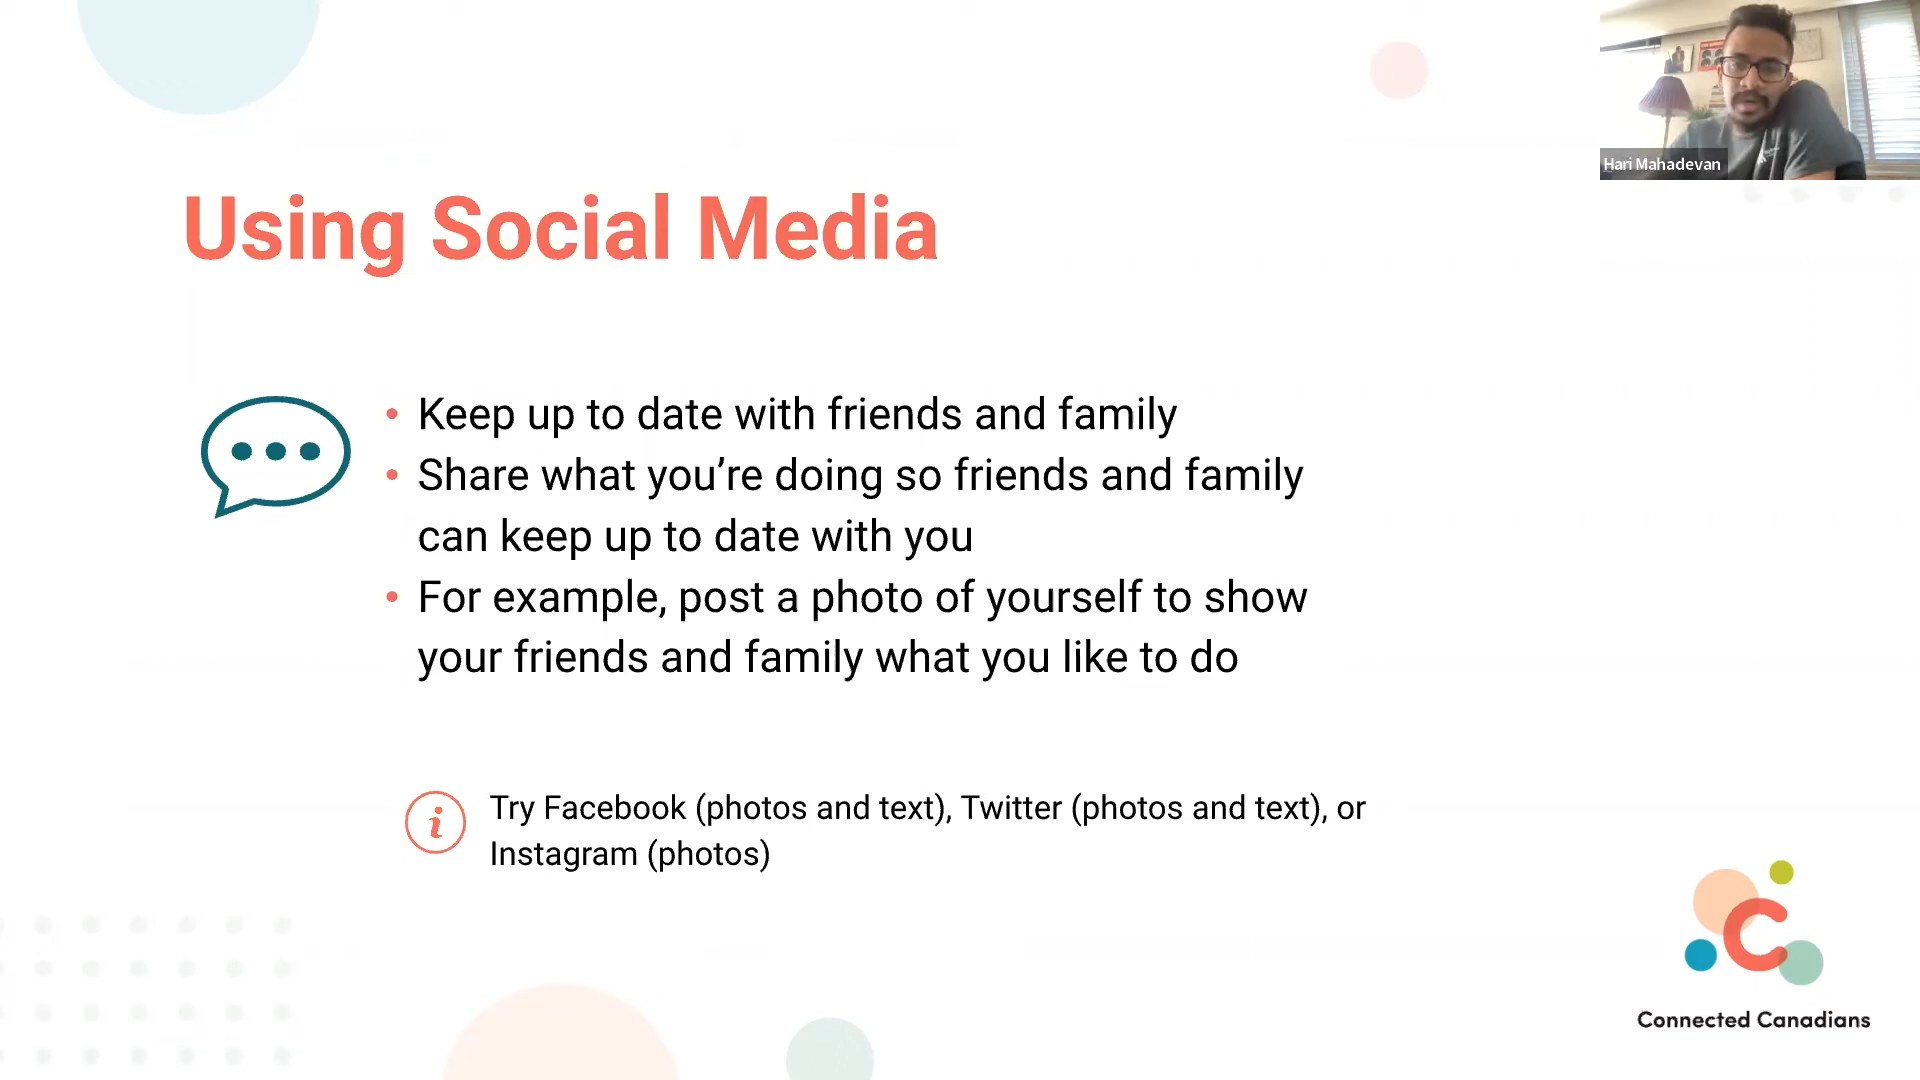 Hari Mahadevan
Using Social Media
• Keep up to date with friends and family
• Share what you’re doing so friends and family
can keep up to date with you
• For example, post a photo of yourself to show
your friends and family what you like to do
i
Try Facebook (photos and text), Twitter (photos and text), or
Instagram (photos)
C
Connected Canadians